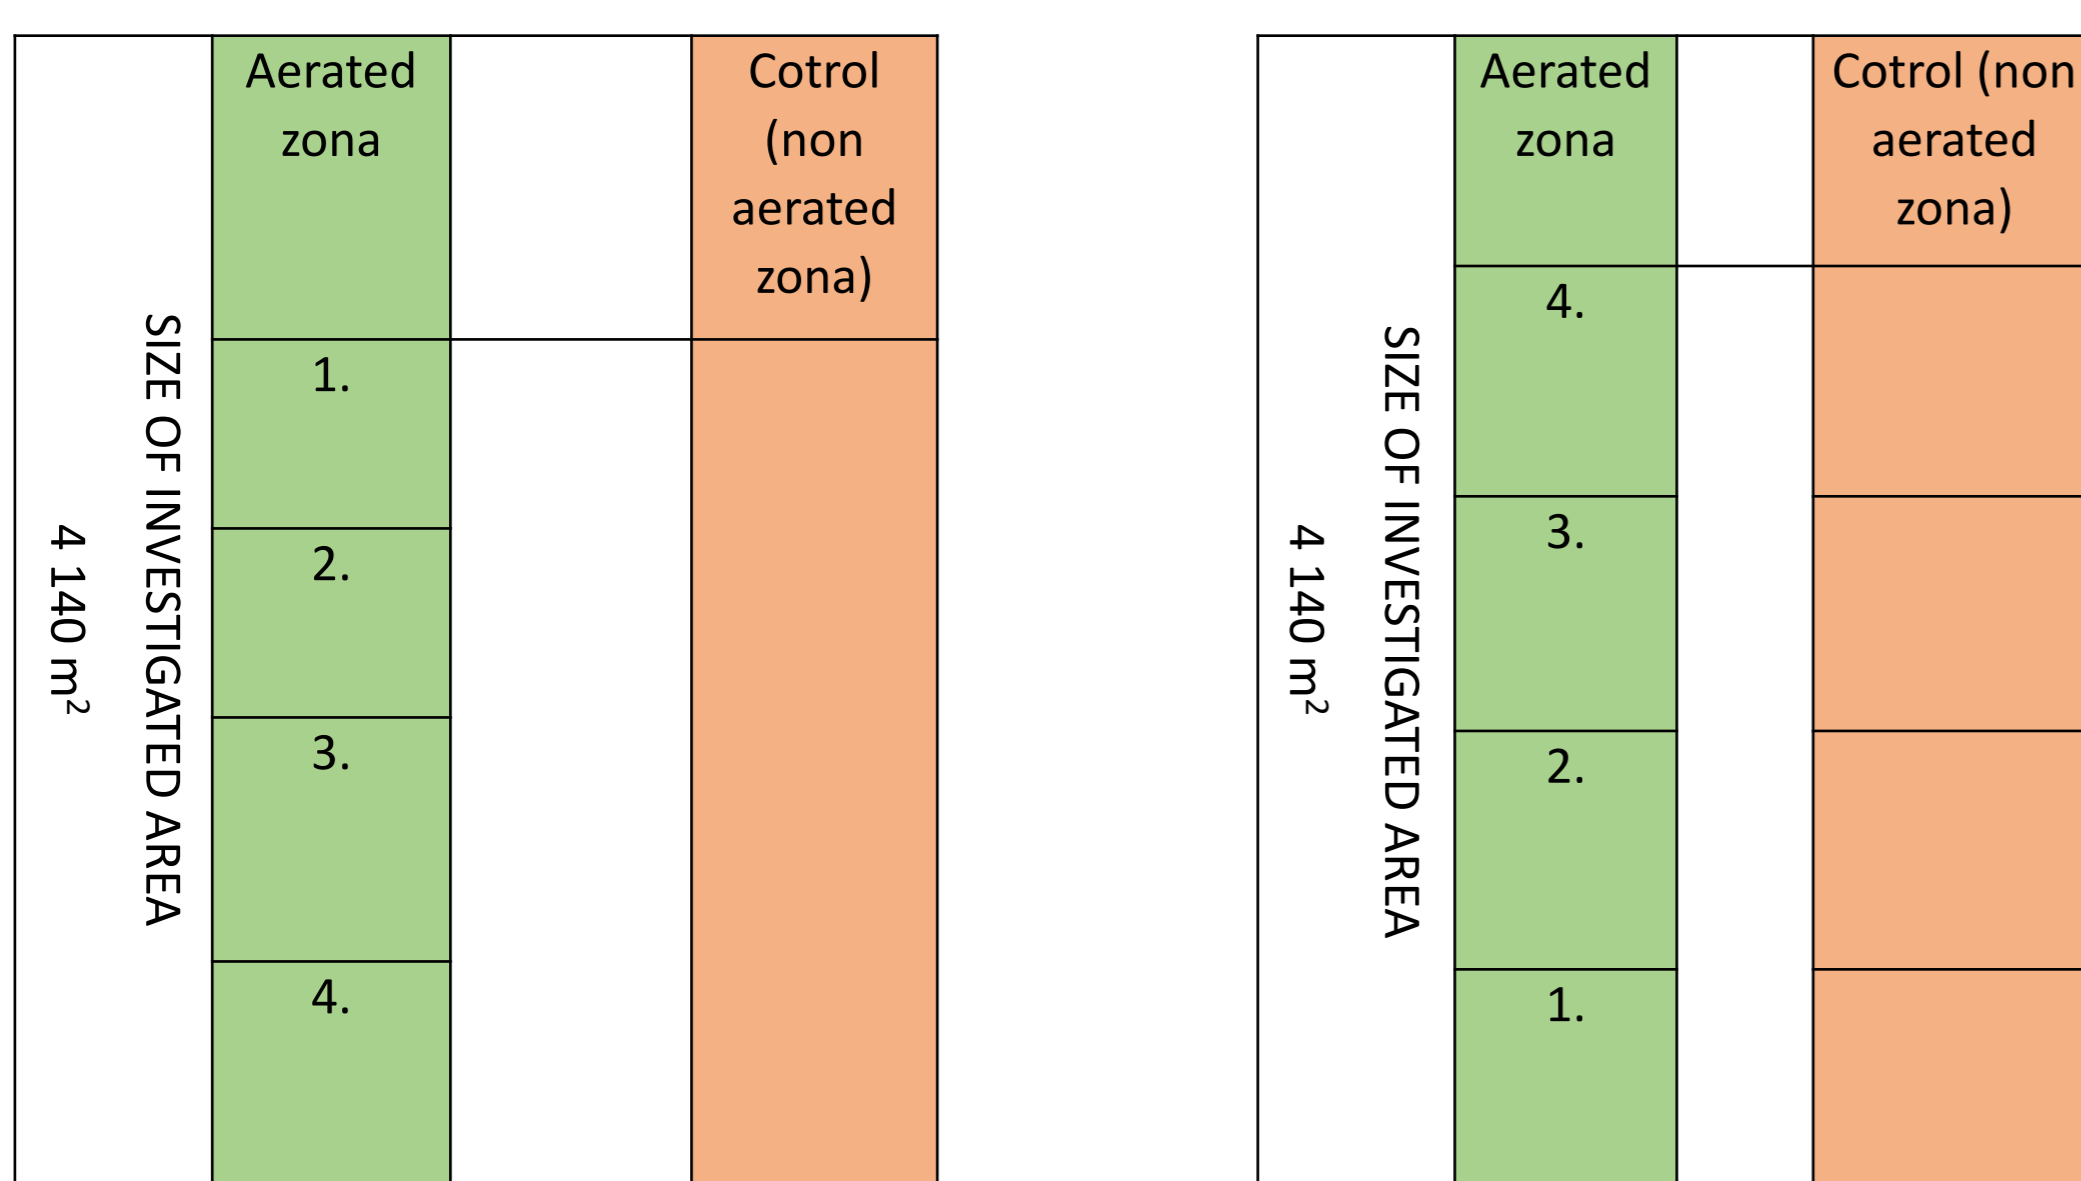 SIZE OF INVESTIGATED AREA
4 140 m²
Aerated
zona
1.
2.
3.
4.
Cotrol
(non
aerated
zona)
SIZE OF INVESTIGATED AREA
4 140 m²
Aerated
zona
4.
3.
2.
1.
Cotrol (non
aerated
zona)